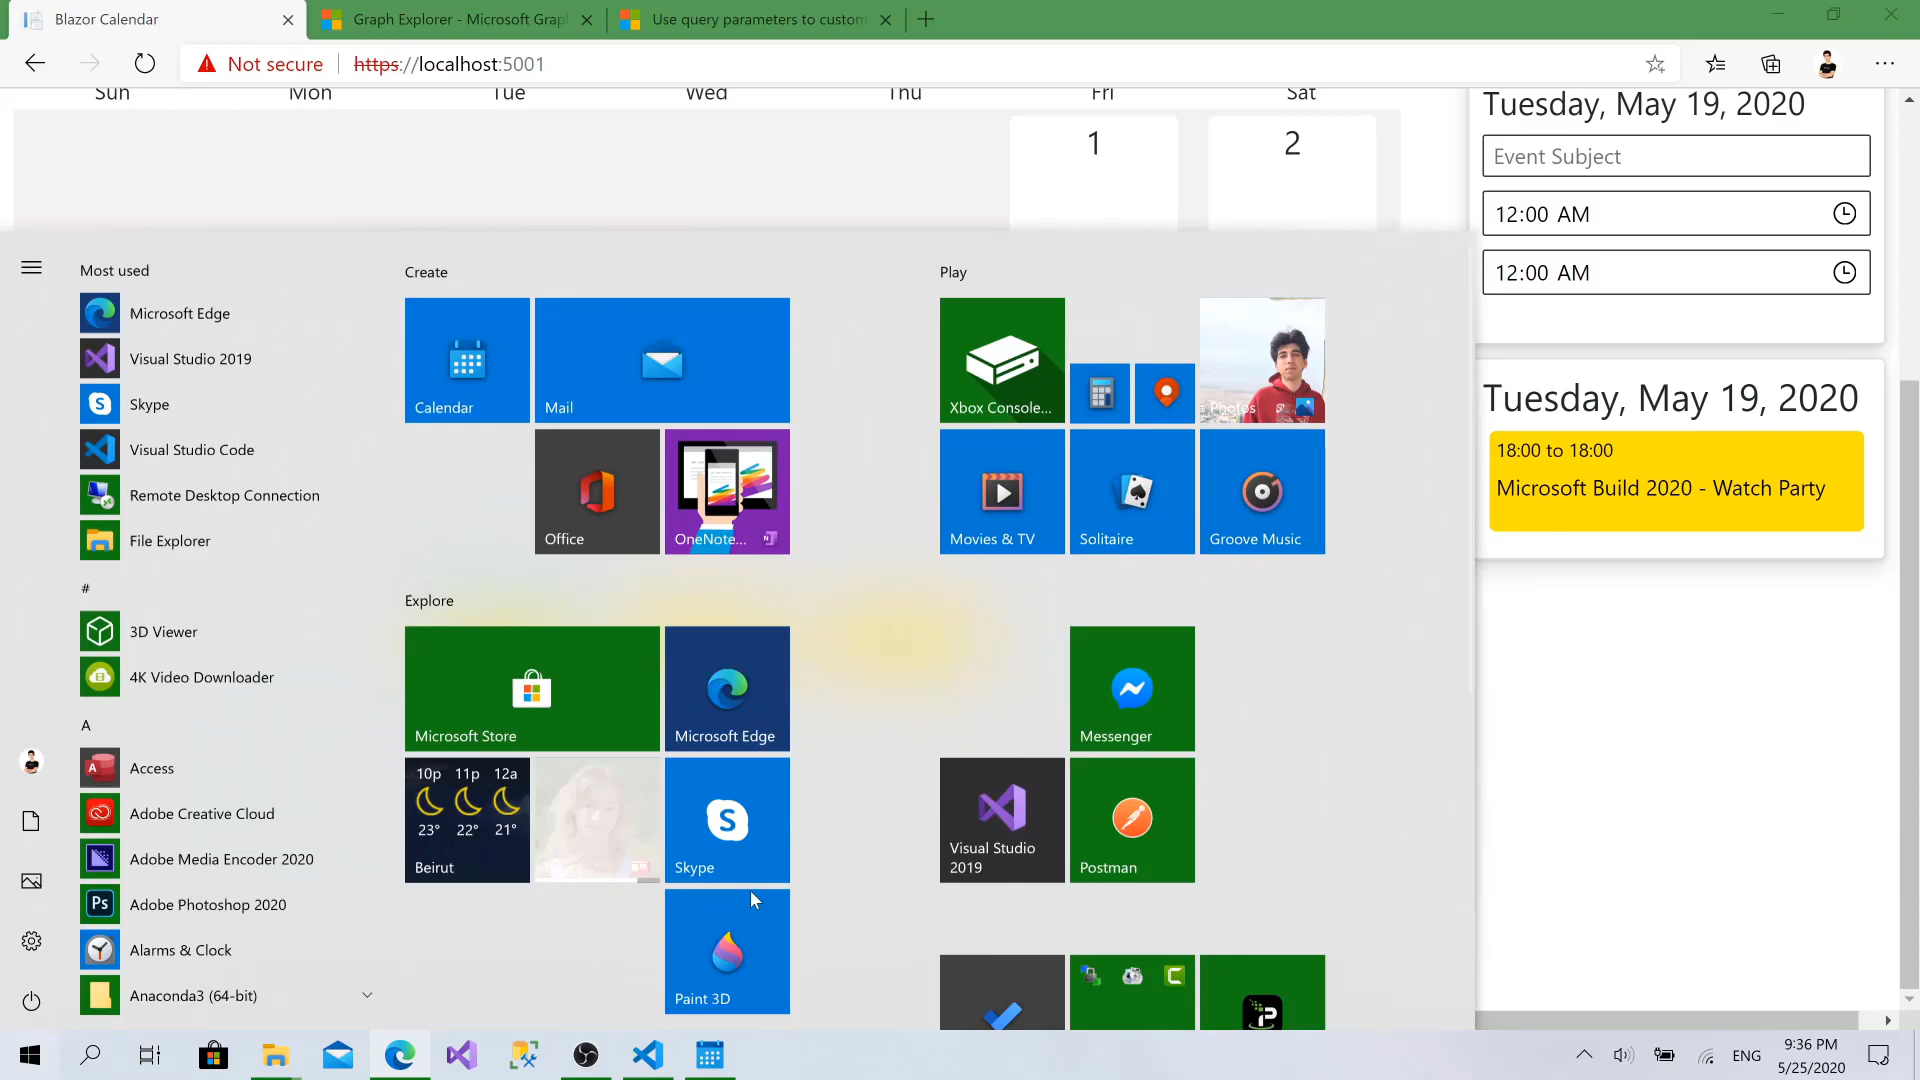 Blazor Calendar
Graph Explorer - Microsoft Grap
Use query parameters to custom
Not secure
https://localhost:5001
Sun Mon Tue Wed Thu Fri Sat
1 2
Tuesday, May 19, 2020
Event Subject
12:00 AM
12:00 AM
Tuesday, May 19, 2020
18:00 to 18:00
Microsoft Build 2020 - Watch Party
Most used
Microsoft Edge
Visual Studio 2019
Skype
Visual Studio Code
Remote Desktop Connection
File Explorer
#
3D Viewer
4K Video Downloader
A
Access
Adobe Creative Cloud
Adobe Media Encoder 2020
Adobe Photoshop 2020
Alarms & Clock
Anaconda3 (64-bit)
Create
Calendar
Mail
Office
OneNote...
Explore
Microsoft Store
Microsoft Edge
10p 11p 12a
23° 22° 21°
Beirut
Skype
Paint 3D
Play
Xbox Console...
Photos
Movies & TV
Solitaire
Groove Music
Messenger
Visual Studio
2019
Postman
ENG
9:36 PM
5/25/2020